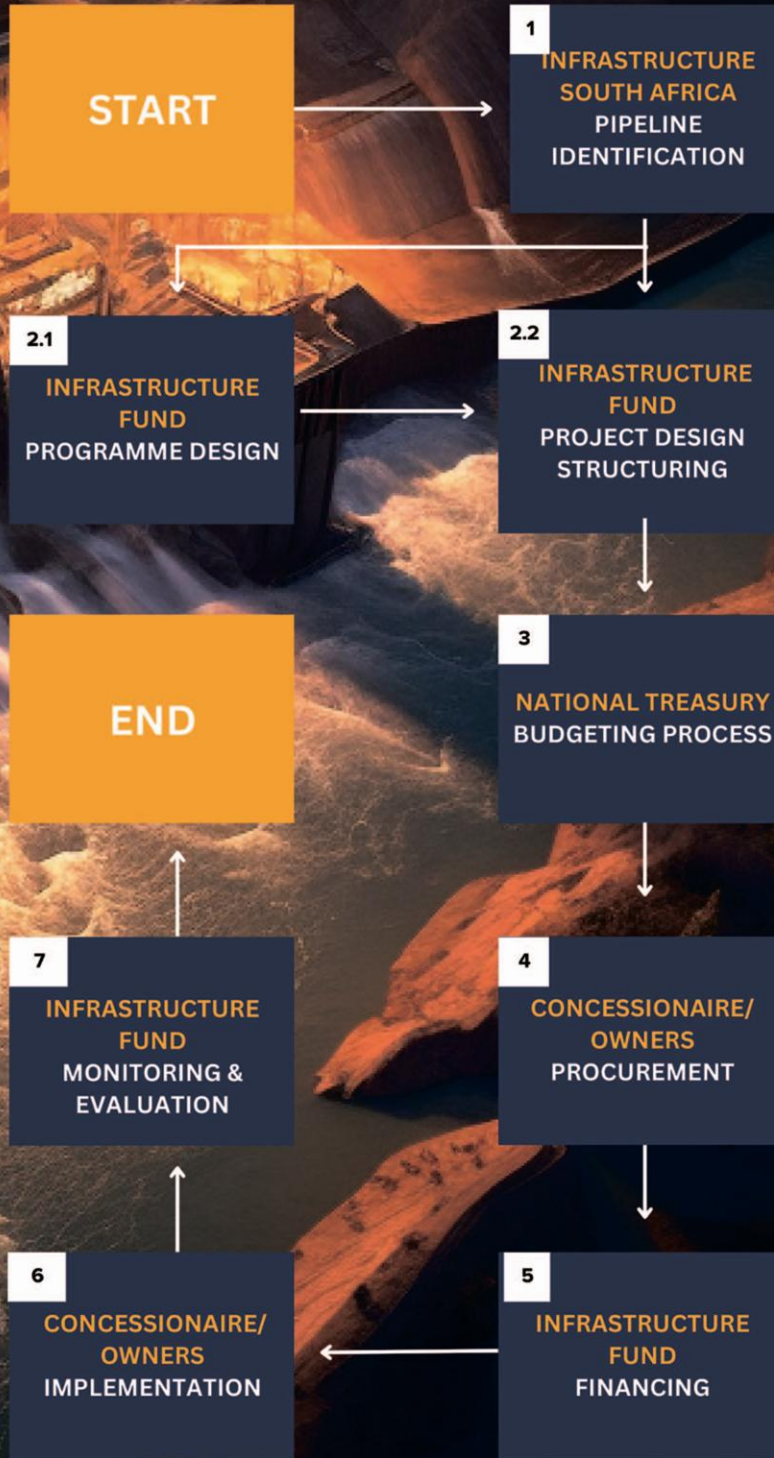 START
1
INFRASTRUCTURE
SOUTH AFRICA
PIPELINE
IDENTIFICATION
2.1
INFRASTRUCTURE
FUND
PROGRAMME DESIGN
2.2
INFRASTRUCTURE
FUND
PROJECT DESIGN
STRUCTURING
3
NATIONAL TREASURY
BUDGETING PROCESS
4
CONCESSIONAIRE/
OWNERS
PROCUREMENT
5
INFRASTRUCTURE
FUND
FINANCING
6
CONCESSIONAIRE/
OWNERS
IMPLEMENTATION
7
INFRASTRUCTURE
FUND
MONITORING &
EVALUATION
END